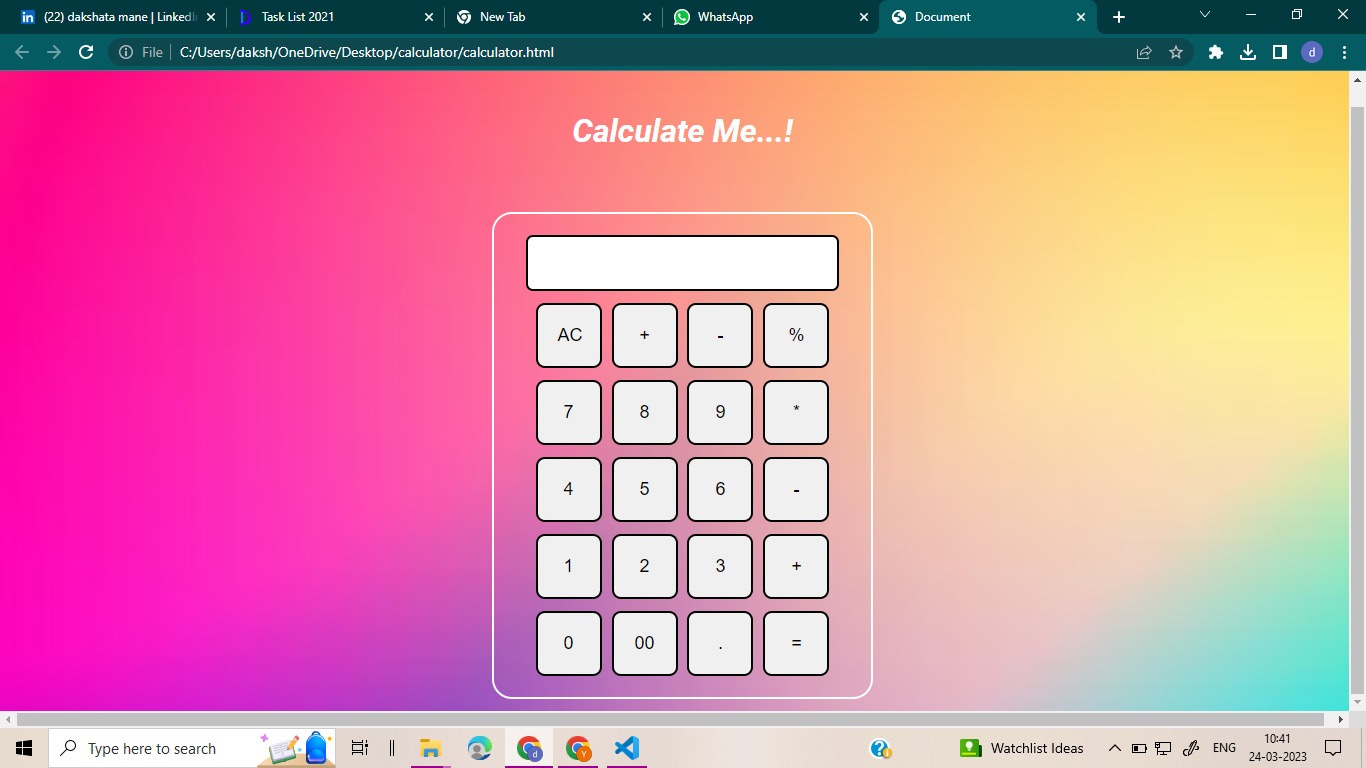 (22) dakshata mane | LinkedIn
Task List 2021
New Tab
WhatsApp
Document
File
C:/Users/daksh/OneDrive/Desktop/calculator/calculator.html
d
Calculate Me...!
AC + - %
7 8 9 *
4 5 6 -
1 2 3 +
0 00 . =
Type here to search
d
Y
Watchlist Ideas
ENG
10:41
24-03-2023